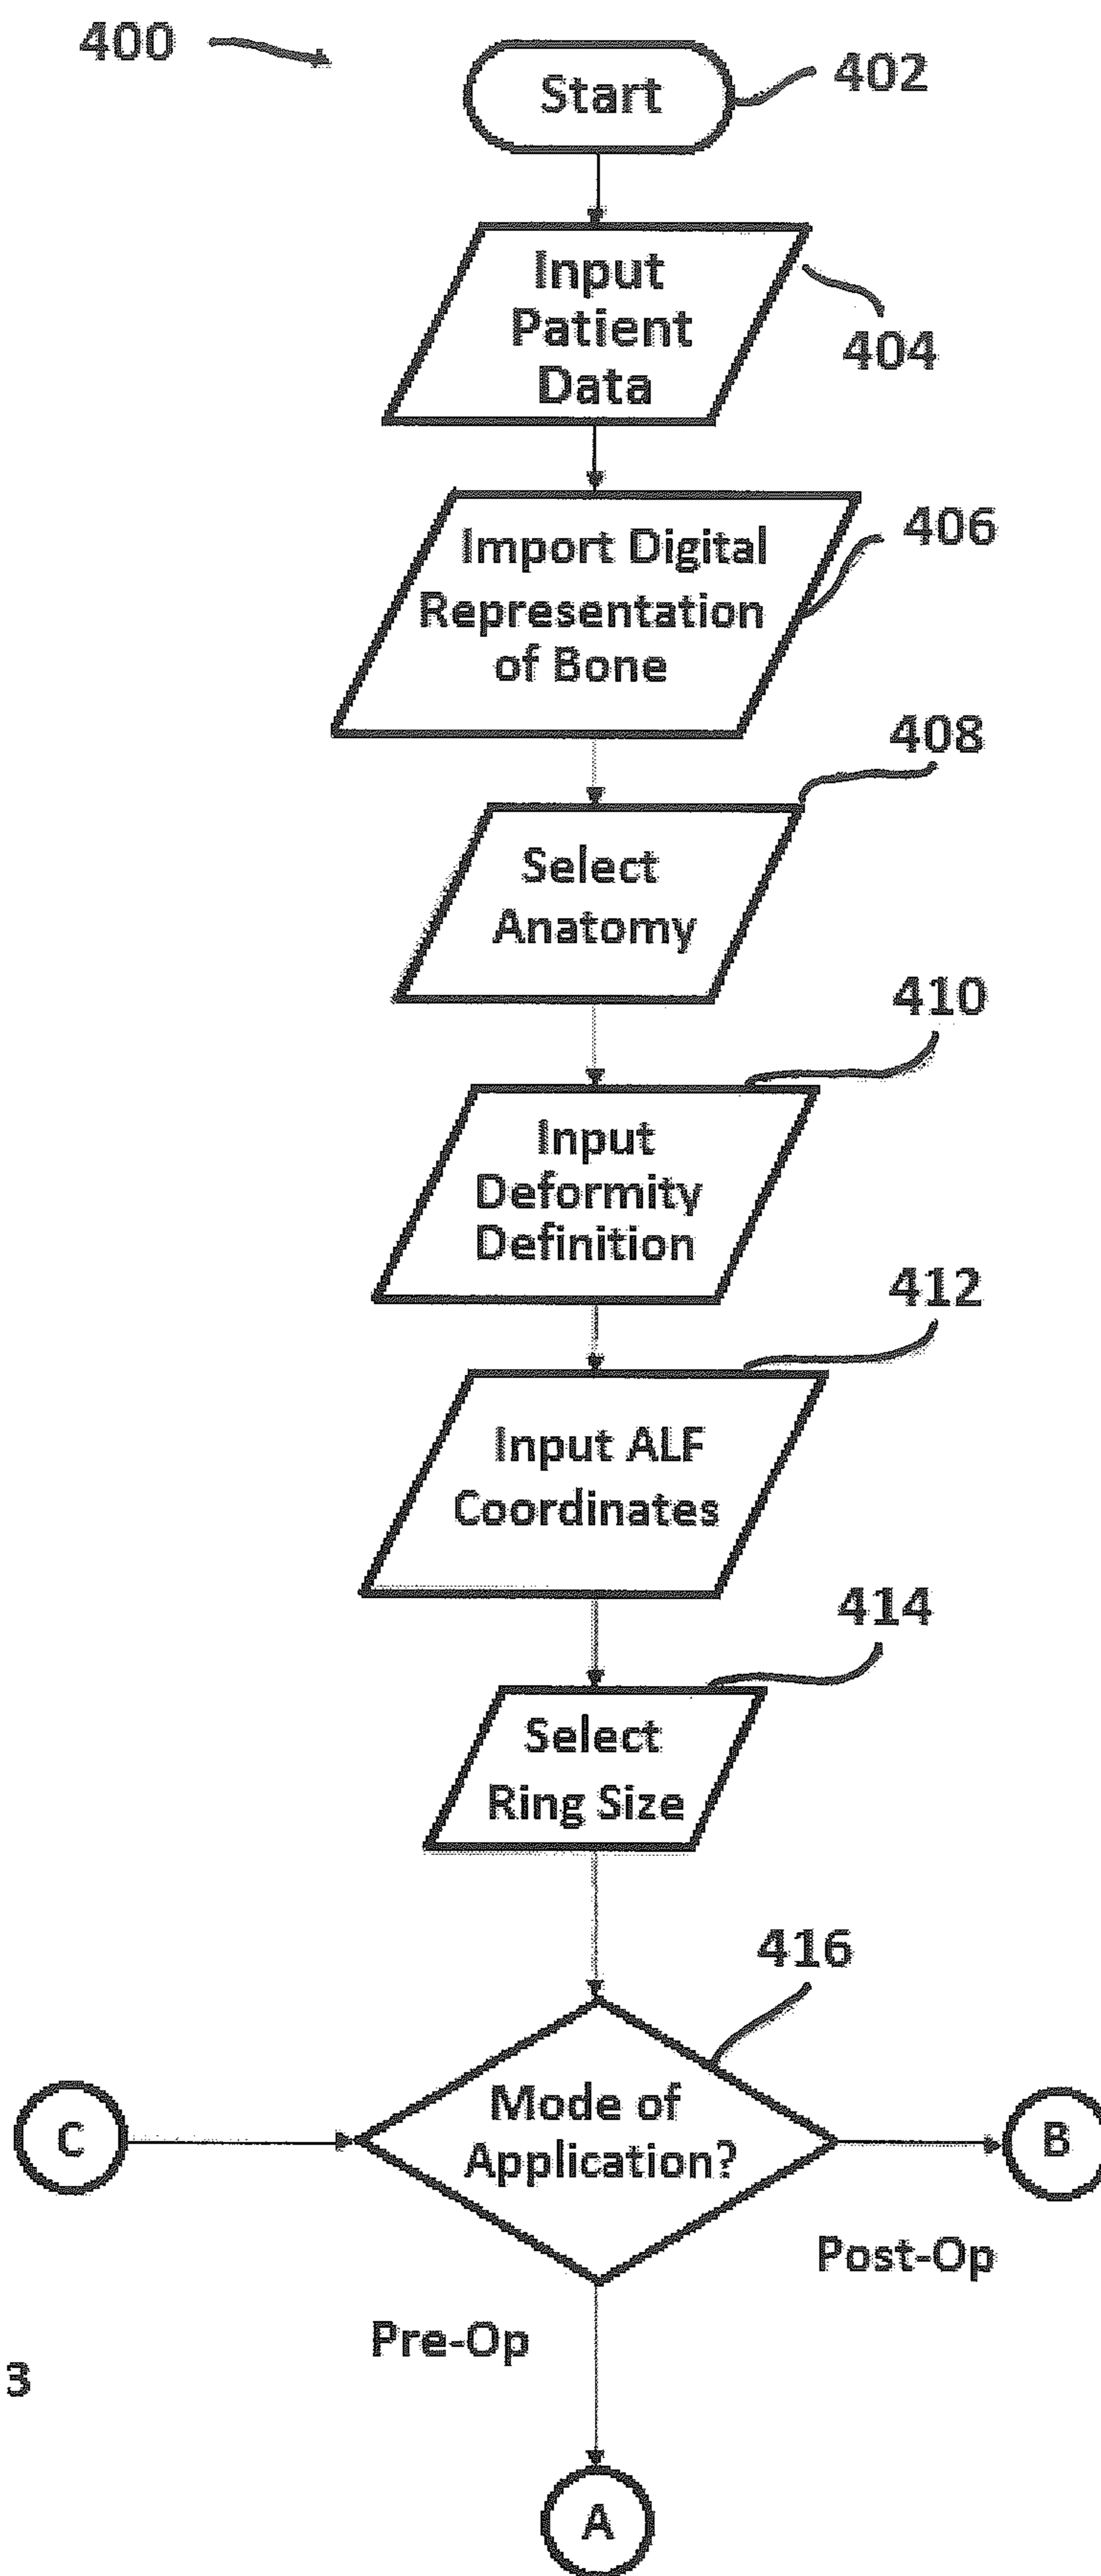 400
Start
402
Input
Patient
Data
404
Import Digital
Representation
of Bone
406
408
Select
Anatomy
410
Input
Deformity
Definition
412
Input ALF
Coordinates
414
Select
Ring Size
416
Mode of
Application?
C
B
Post-Op
Pre-Op
3
A